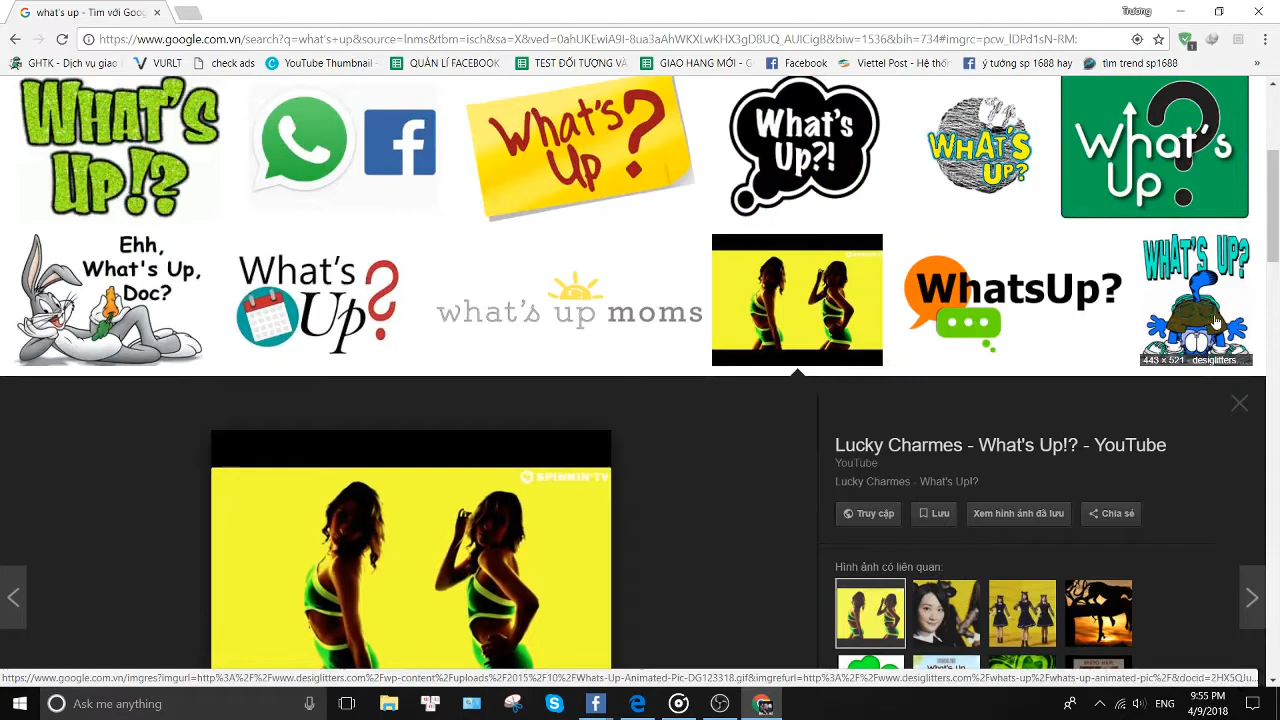 what's up - Tìm với Goog
Trương
https://www.google.com.vn/search?q=what's+up&source=lnms&tbm=isch&sa=X&ved=0ahUKEwiA9I-8ua3aAhWKXLwKHX3gD8UQ_AUICigB&biw=1536&bih=734#imgrc=pcw_lDPd1sN-RM:
GHTK - Dịch vụ giao
VURLT
check ads
YouTube Thumbnail
QUẢN LÍ FACEBOOK
TEST ĐỐI TƯỢNG
GIAO HÀNG MỚI - C
Facebook
Viettel Post - Hệ th
ý tưởng sp 1688 hay
tìm trend sp1688
WHAT'S
UP!?
What's
Up ?
What's
Up?!
WHAT'S
UP?
What's
Up ?
Ehh,
What's Up,
Doc?
What's
Up?
what's up moms
SPINNIN'TV
WhatsUp?
WHAT'S UP?
443 × 521 - desiglitters...
SPINNIN'TV
Lucky Charmes - What's Up!? - YouTube
YouTube
Lucky Charmes - What's Up!?
Truy cập
Lưu
Xem hình ảnh đã lưu
Chia sẻ
Hình ảnh có liên quan:
Ask me anything
ENG
9:55 PM
4/9/2018